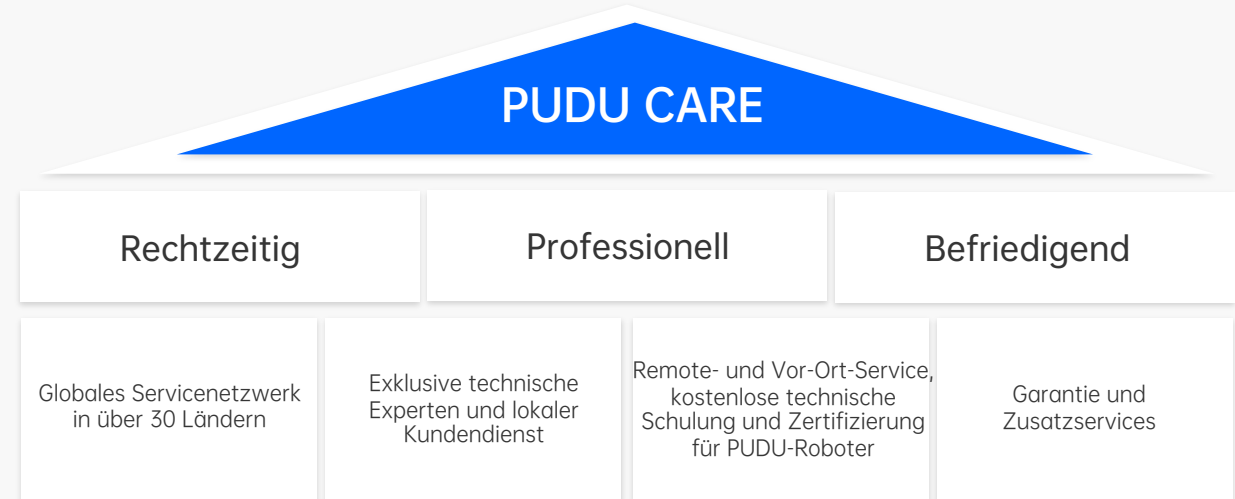 PUDU CARE
Rechtzeitig
Professionell
Befriedigend
Globales Servicenetzwerk
in über 30 Ländern
Exklusive technische
Experten und lokaler
Kundendienst
Remote- und Vor-Ort-Service,
kostenlose technische
Schulung und Zertifizierung
für PUDU-Roboter
Garantie und
Zusatzservices